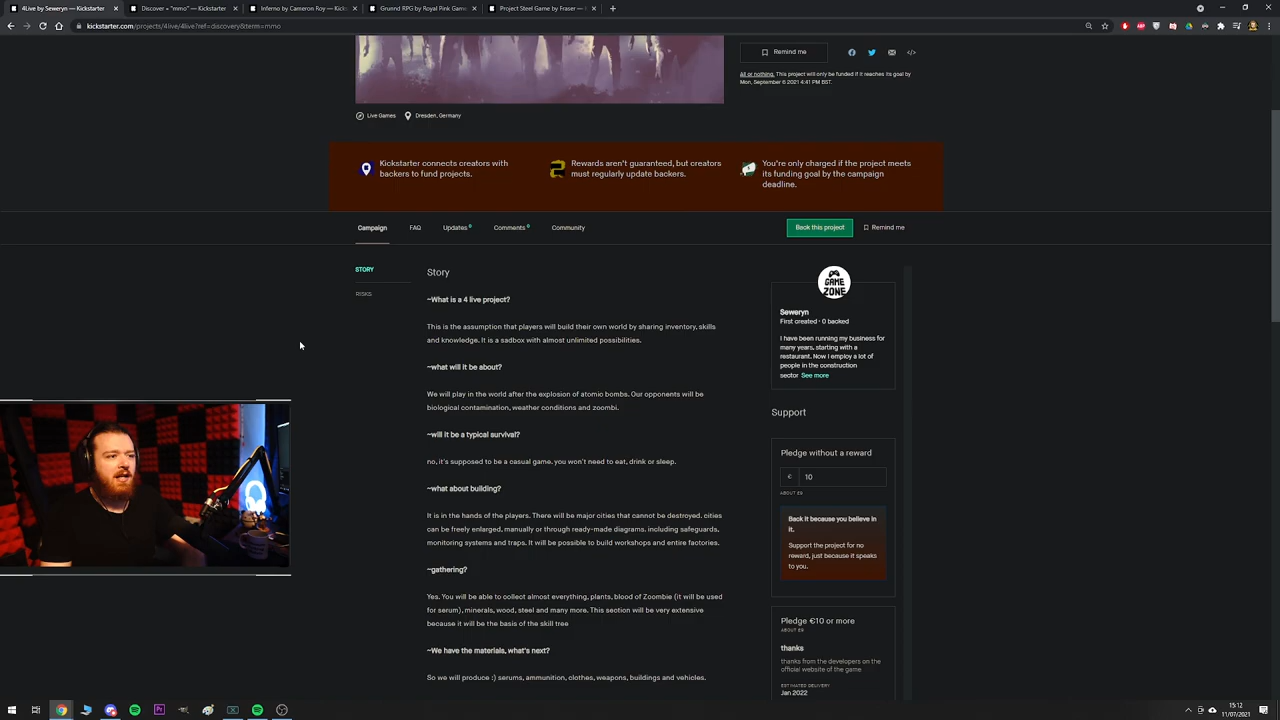 4Live by Seweryn — Kickstarter
Discover » "mmo" — Kickstarter
Inferno by Cameron Roy — Kicks
Gruund RPG by Royal Pink Game
Project Steel Game by Fraser —
kickstarter.com/projects/4live/4live?ref=discovery&term=mmo
Remind me
All or nothing. This project will only be funded if it reaches its goal by
Mon, September 6 2021 4:41 PM BST.
Live Games
Dresden, Germany
Kickstarter connects creators with
backers to fund projects.
Rewards aren't guaranteed, but creators
must regularly update backers.
You're only charged if the project meets
its funding goal by the campaign
deadline.
Campaign
FAQ
Updates 0
Comments 0
Community
Back this project
Remind me
STORY
RISKS
Story
~What is a 4 live project?
This is the assumption that players will build their own world by sharing inventory, skills
and knowledge. It is a sadbox with almost unlimited possibilities.
~what will it be about?
We will play in the world after the explosion of atomic bombs. Our opponents will be
biological contamination, weather conditions and zoombi.
~will it be a typical survival?
no, it's supposed to be a casual game. you won't need to eat, drink or sleep.
~what about building?
It is in the hands of the players. There will be major cities that cannot be destroyed. cities
can be freely enlarged, manually or through ready-made diagrams. including safeguards,
monitoring systems and traps. It will be possible to build workshops and entire factories.
~gathering?
Yes. You will be able to collect almost everything, plants, blood of Zoombie (it will be used
for serum), minerals, wood, steel and many more. This section will be very extensive
because it will be the basis of the skill tree
~We have the materials, what's next?
So we will produce :) serums, ammunition, clothes, weapons, buildings and vehicles.
GAME
ZONE
Seweryn
First created · 0 backed
I have been running my business for
many years, starting with a
restaurant. Now I employ a lot of
people in the construction
sector See more
Support
Pledge without a reward
€ 10
ABOUT £9
Back it because you believe in
it.
Support the project for no
reward, just because it speaks
to you.
Pledge €10 or more
ABOUT £9
thanks
thanks from the developers on the
official website of the game
ESTIMATED DELIVERY
Jan 2022
15:12
11/07/2021